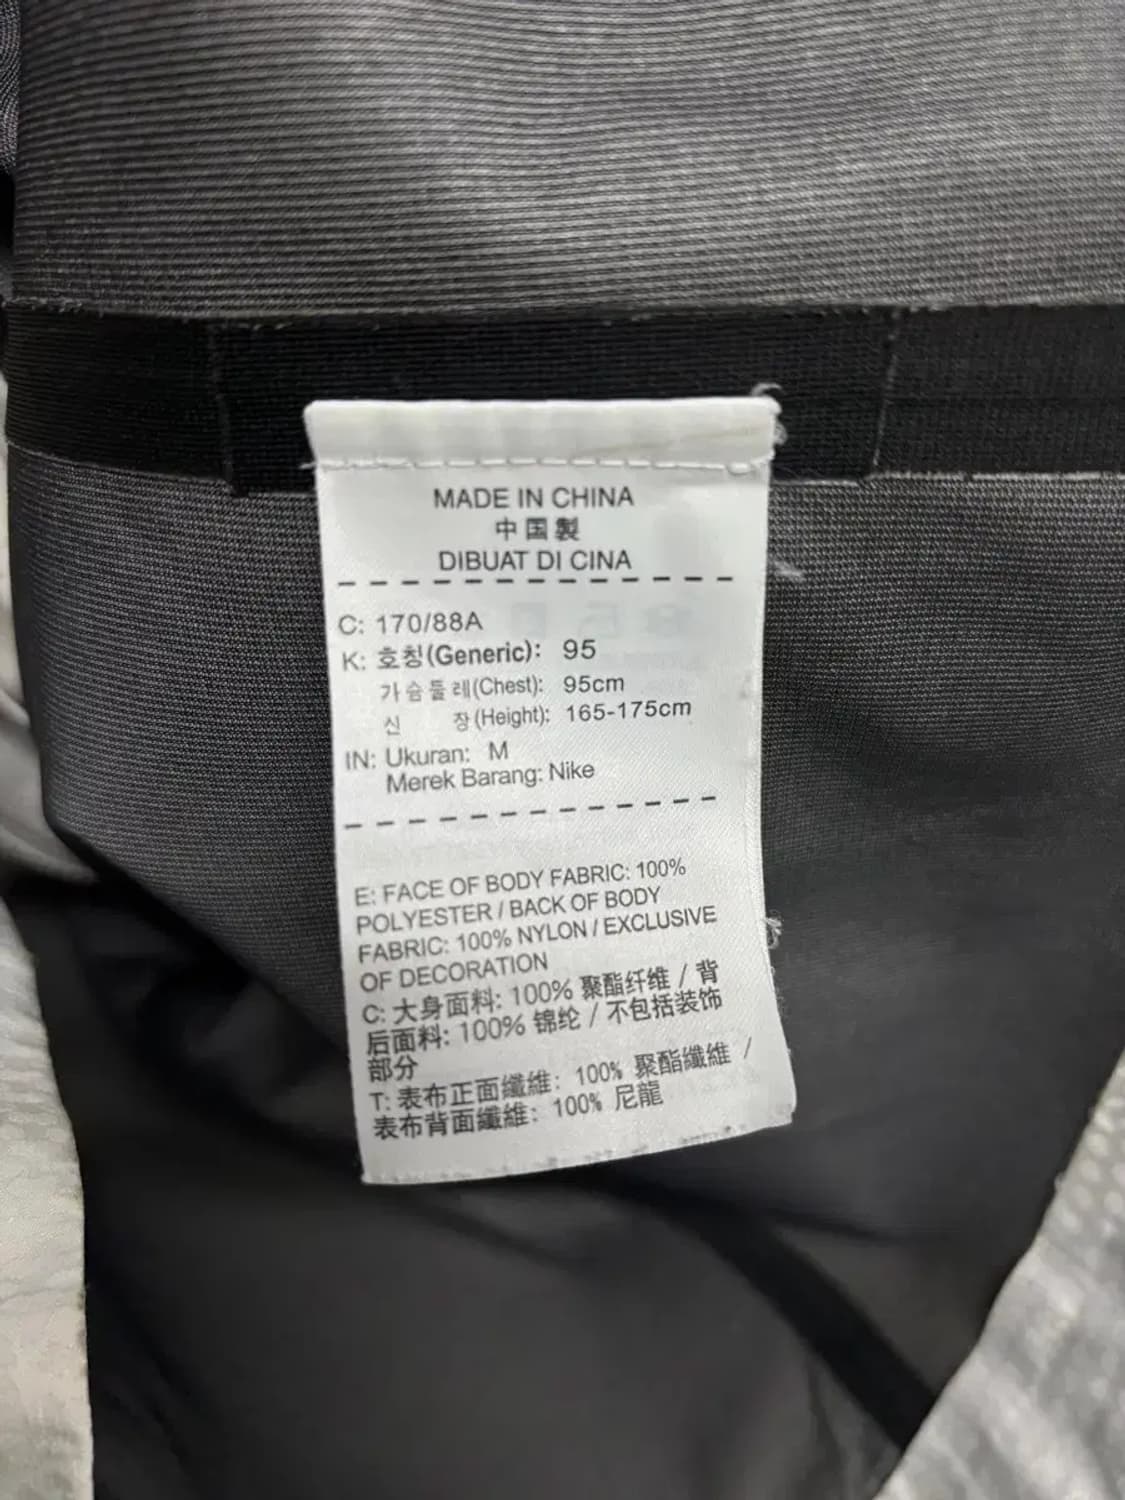 MADE IN CHINA
中国製
DIBUAT DI CINA
C: 170/88A
K: 호칭(Generic): 95
가슴둘레(Chest): 95cm
신 장(Height): 165-175cm
IN: Ukuran: M
Merek Barang: Nike
E: FACE OF BODY FABRIC: 100%
POLYESTER / BACK OF BODY
FABRIC: 100% NYLON / EXCLUSIVE
OF DECORATION
C: 大身面料: 100% 聚酯纤维 / 背
后面料: 100% 锦纶 / 不包括装饰
部分
T: 表布正面纖維: 100% 聚酯纖維 /
表布背面纖維: 100% 尼龍